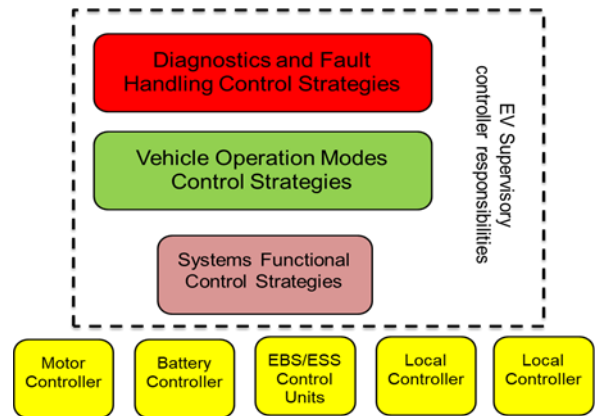 Diagnostics and Fault
Handling Control Strategies
Vehicle Operation Modes
Control Strategies
Systems Functional
Control Strategies
EV Supervisory
controller responsibilities
Motor
Controller
Battery
Controller
EBS/ESS
Control
Units
Local
Controller
Local
Controller